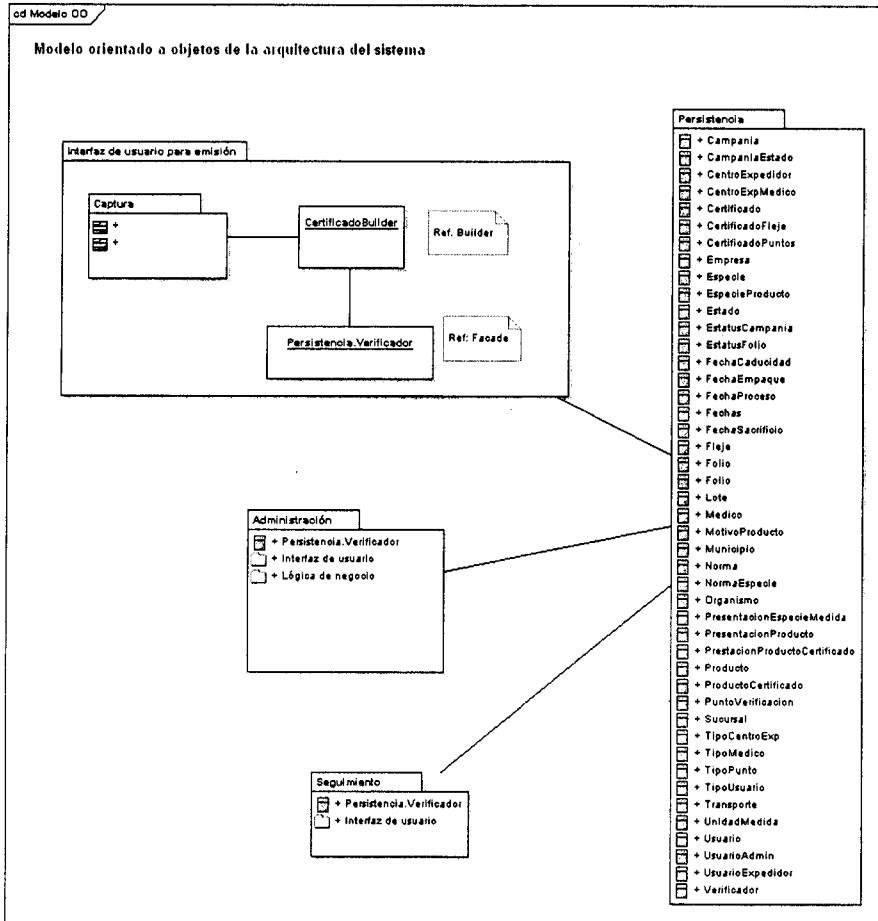 cd Modelo OO
Modelo orientado a objetos de la arquitectura del sistema
Interfaz de usuario para emisión
Captura
+
+
CertificadoBuilder
Ref. Builder
Persistencia.Verificador
Ref: Facade
Administración
+ Persistencia.Verificador
+ Interfaz de usuario
+ Lógica de negocio
Seguimiento
+ Persistencia.Verificador
+ Interfaz de usuario
Persistencia
+ Campania
+ CampaniaEstado
+ CentroExpedidor
+ CentroExpMedico
+ Certificado
+ CertificadoFleje
+ CertificadoPuntos
+ Empresa
+ Especie
+ EspecieProducto
+ Estado
+ EstatusCampania
+ EstatusFolio
+ FechaCaducidad
+ FechaEmpaque
+ FechaProceso
+ Fechas
+ FechaSacrificio
+ Fleje
+ Folio
+ Folio
+ Lote
+ Medico
+ MotivoProducto
+ Municipio
+ Norma
+ NormaEspecie
+ Organismo
+ PresentacionEspecieMedida
+ PresentacionProducto
+ PrestacionProductoCertificado
+ Producto
+ ProductoCertificado
+ PuntoVerificacion
+ Sucursal
+ TipoCentroExp
+ TipoMedico
+ TipoPunto
+ TipoUsuario
+ Transporte
+ UnidadMedida
+ Usuario
+ UsuarioAdmin
+ UsuarioExpedidor
+ Verificador